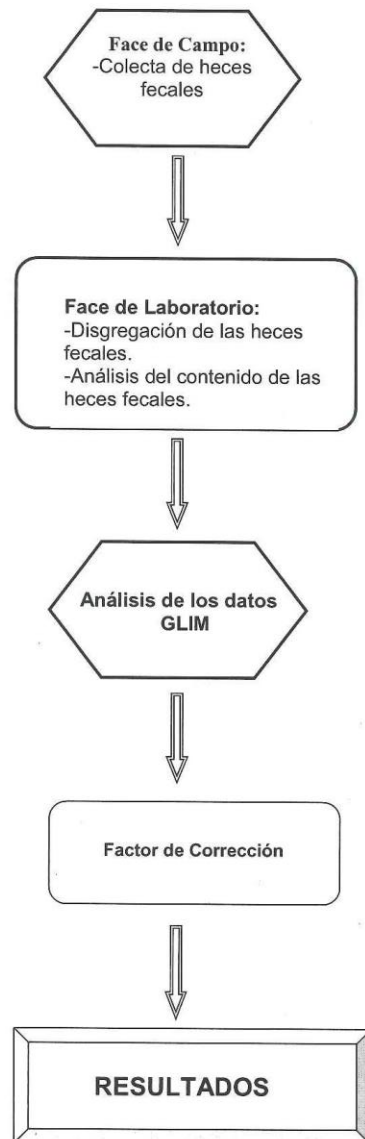 Face de Campo:
-Colecta de heces
fecales
Face de Laboratorio:
-Disgregación de las heces
fecales.
-Análisis del contenido de las
heces fecales.
Análisis de los datos
GLIM
Factor de Corrección
RESULTADOS